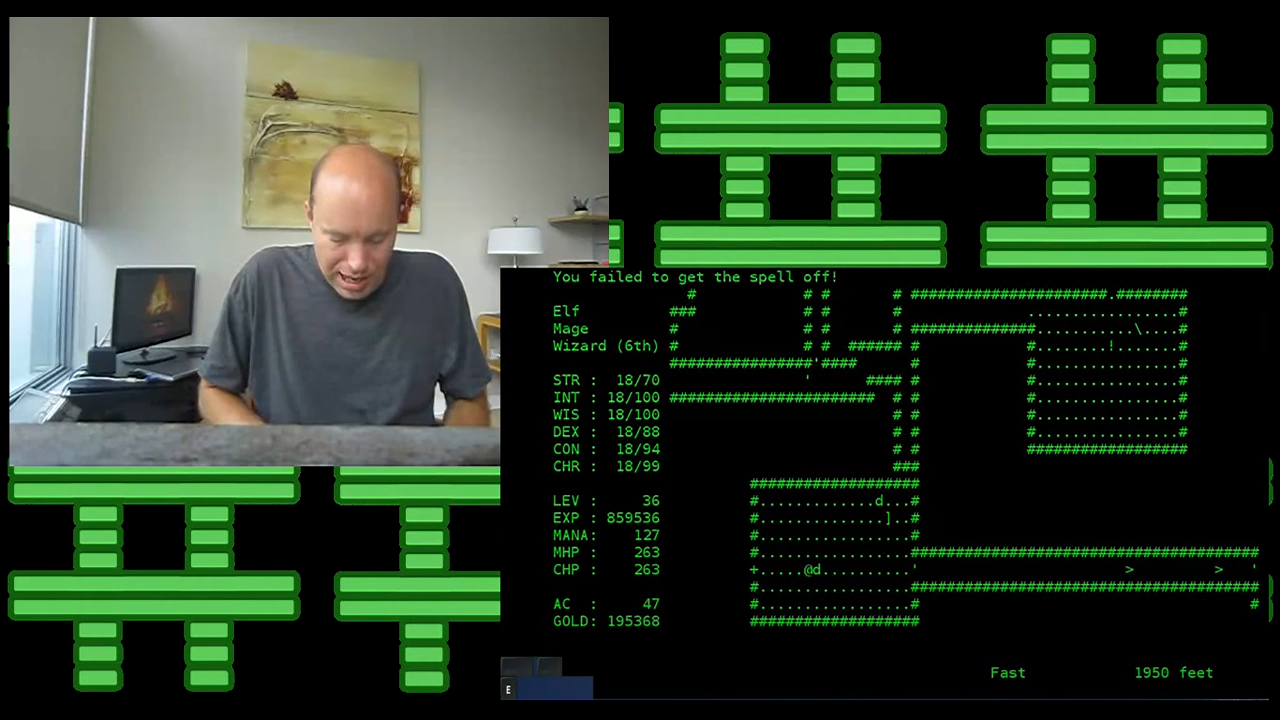 You failed to get the spell off!
Elf
Mage
Wizard (6th)
STR : 18/70
INT : 18/100
WIS : 18/100
DEX : 18/88
CON : 18/94
CHR : 18/99
LEV : 36
EXP : 859536
MANA: 127
MHP : 263
CHP : 263
AC : 47
GOLD: 195368
Fast 1950 feet
E